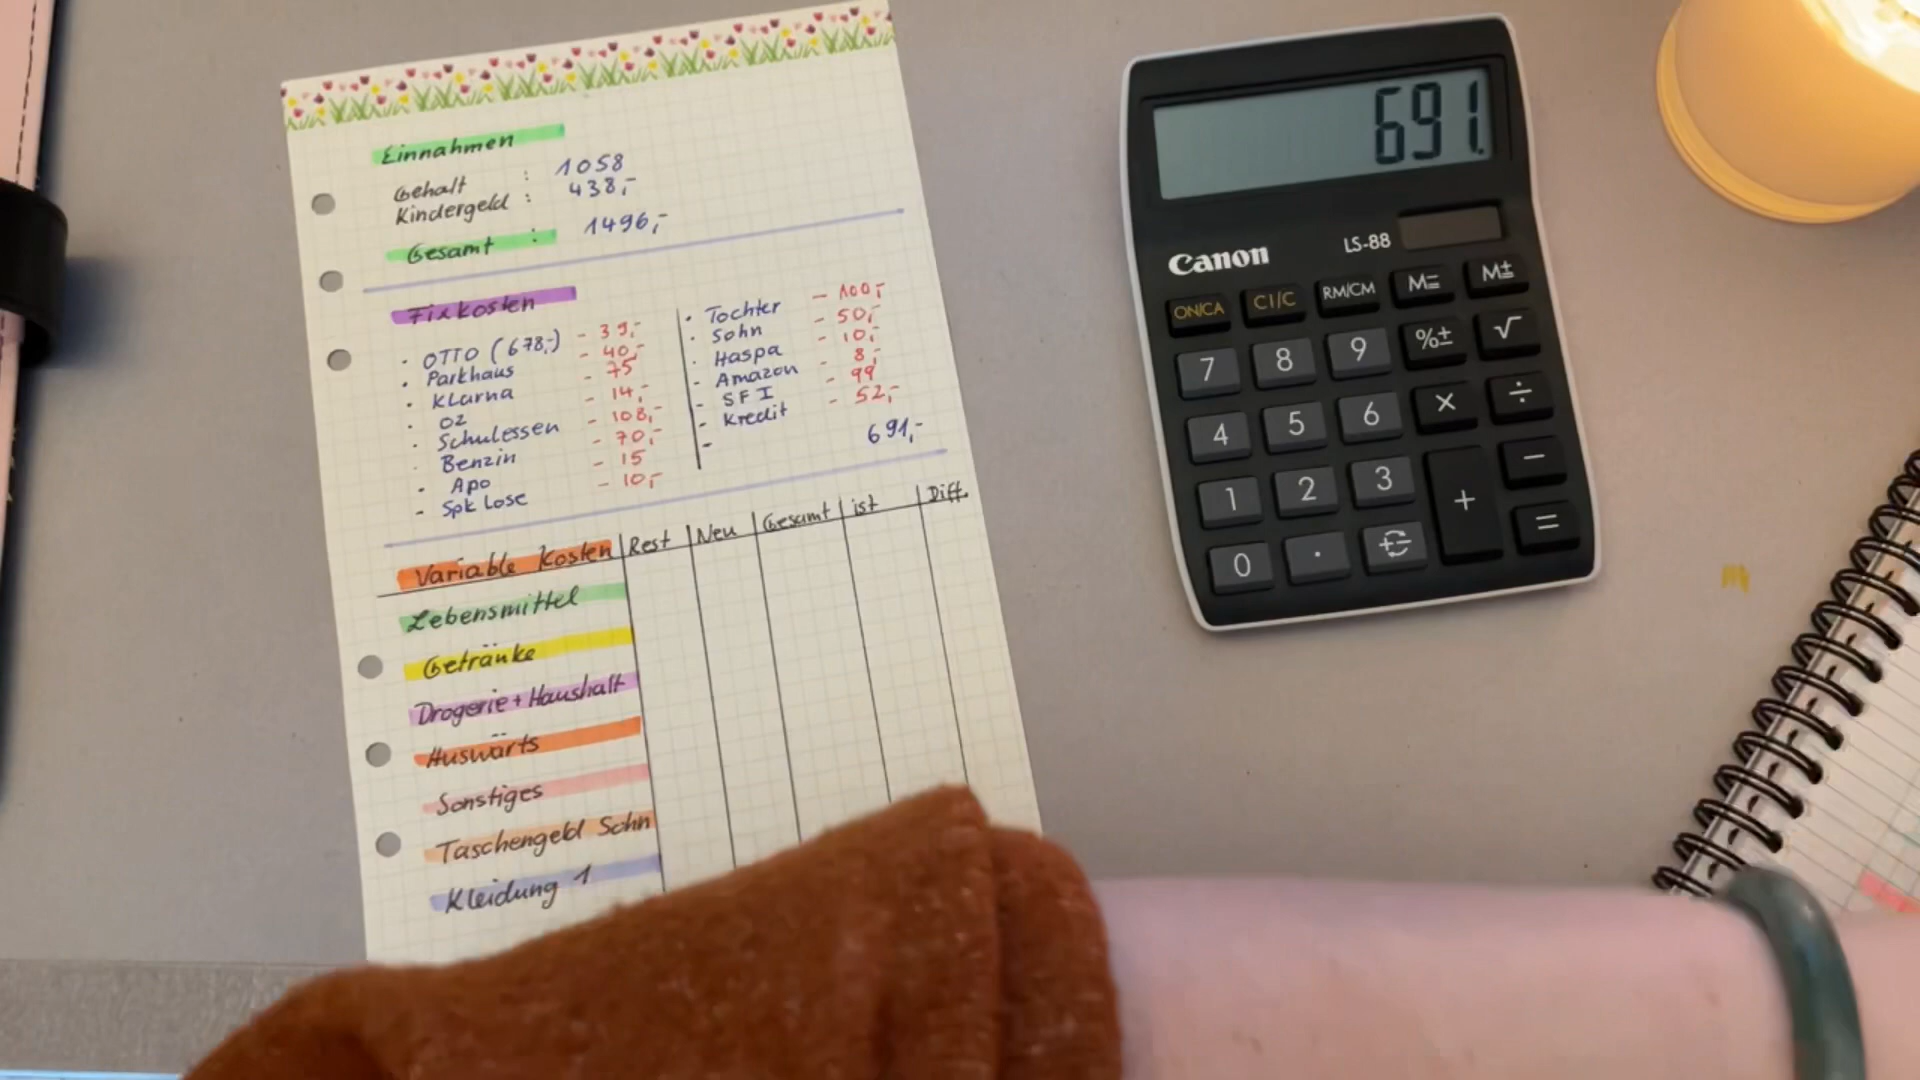 Einnahmen
Gehalt : 1058
Kindergeld : 438,-
Gesamt : 1496,-
Fixkosten
· OTTO (678,-) - 39,-
· Parkhaus - 40,-
· Klarna - 75
· O2 - 14,-
· Schulessen - 108,-
· Benzin - 70,-
- Apo - 15
- Spk Lose - 10,-
· Tochter - 100,-
· Sohn - 50,-
· Haspa - 10,-
- Amazon - 8,-
- SFI - 99
- Kredit - 52,-
- 691,-
Variable Kosten Rest Neu Gesamt ist Diff.
Lebensmittel
Getränke
Drogerie + Haushalt
Auswärts
Sonstiges
Taschengeld Sohn
Kleidung 1
691.
Canon LS-88
ON/CA CI/C RM/CM M= M±
7 8 9 %± √
4 5 6 × ÷
1 2 3 + −
0 . =